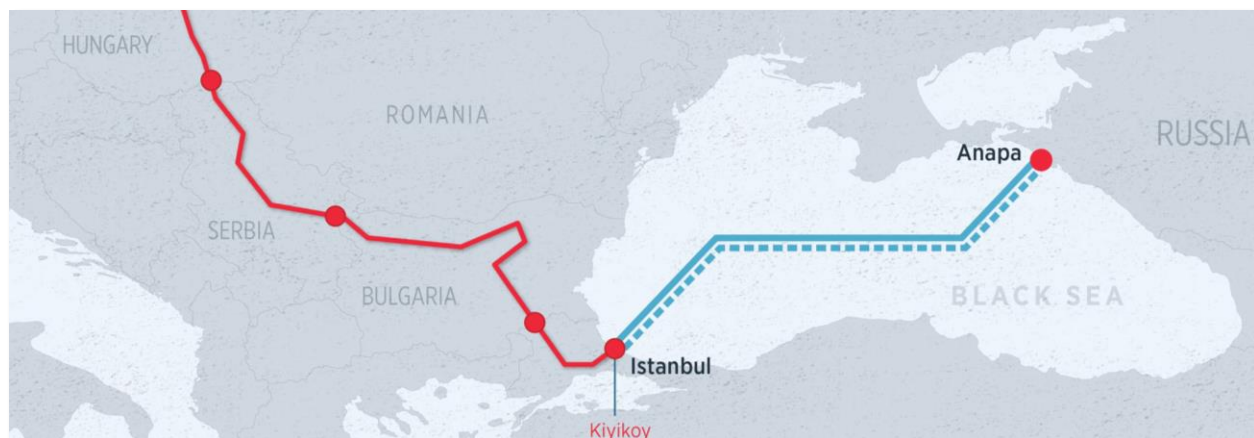 HUNGARY
ROMANIA
RUSSIA
Anapa
SERBIA
BULGARIA
BLACK SEA
Istanbul
Kiyikoy